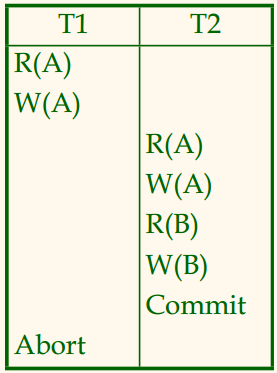 T1 T2
R(A)
W(A)
R(A)
W(A)
R(B)
W(B)
Commit
Abort